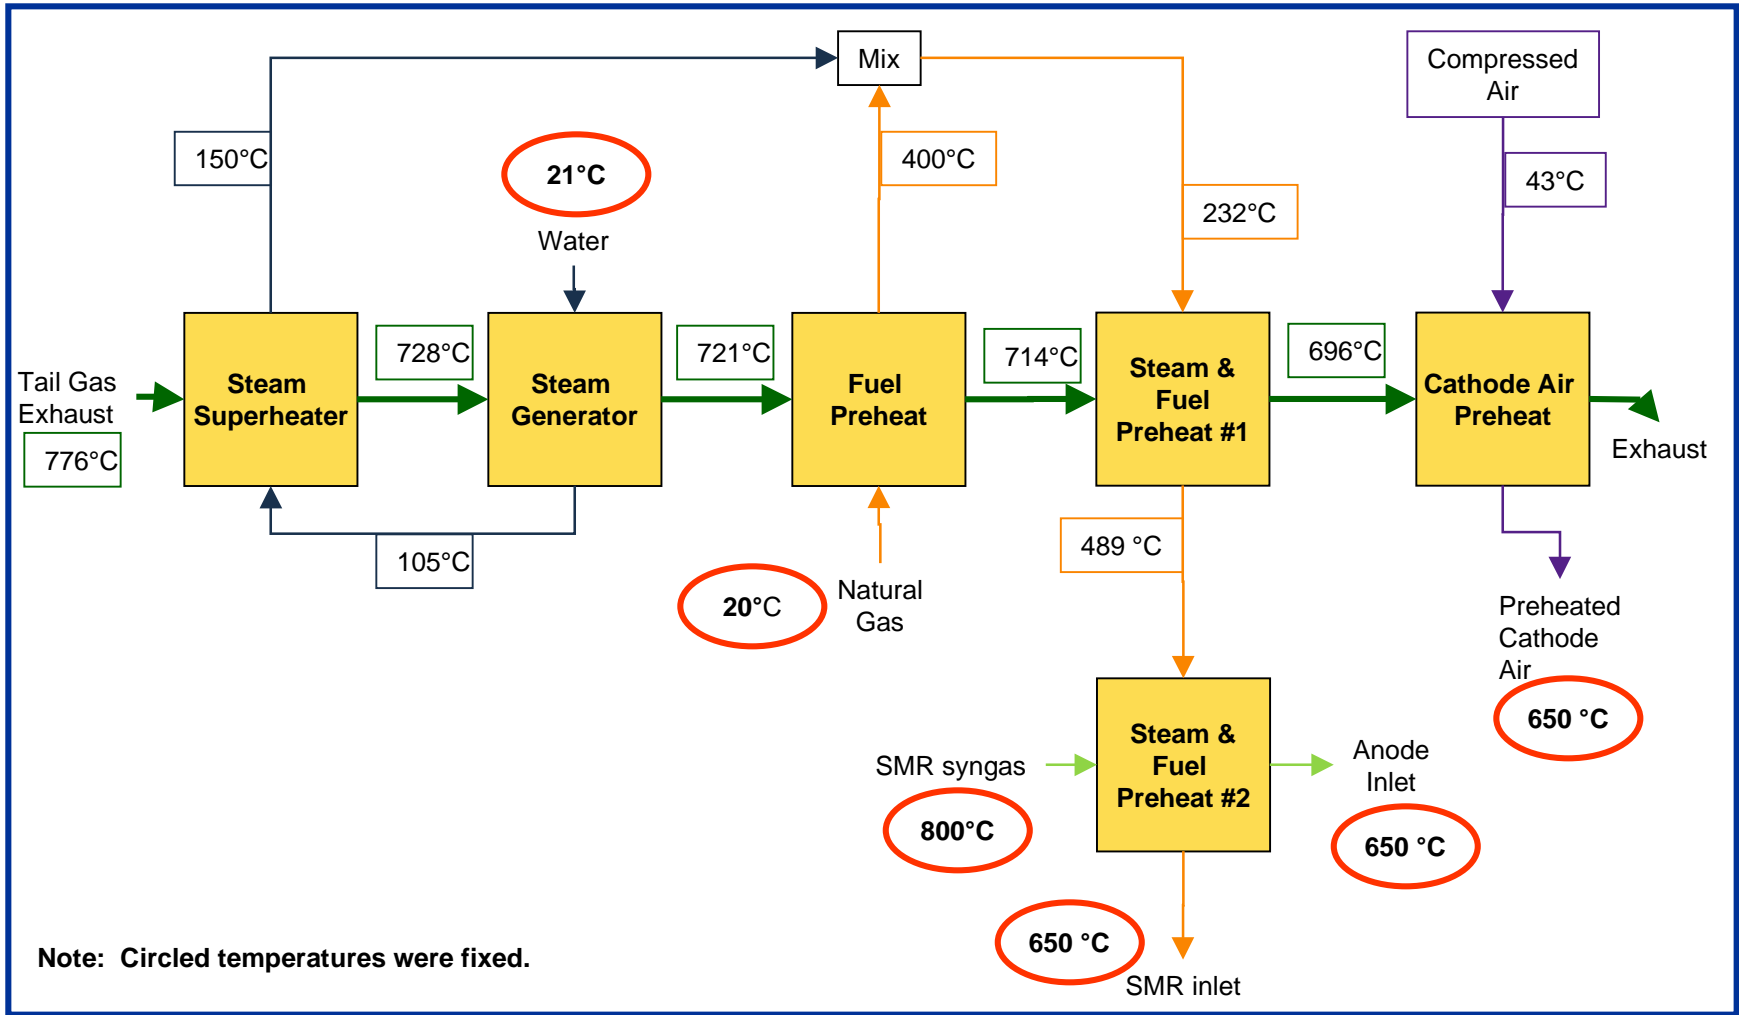 Mix
Compressed
Air
150°C
21°C
400°C
43°C
232°C
Water
Tail Gas
Exhaust
776°C
Steam
Superheater
728°C
Steam
Generator
721°C
Fuel
Preheat
714°C
Steam &
Fuel
Preheat #1
696°C
Cathode Air
Preheat
Exhaust
105°C
489 °C
20°C
Natural
Gas
Preheated
Cathode
Air
650 °C
SMR syngas
800°C
Steam &
Fuel
Preheat #2
Anode
Inlet
650 °C
650 °C
SMR inlet
Note: Circled temperatures were fixed.